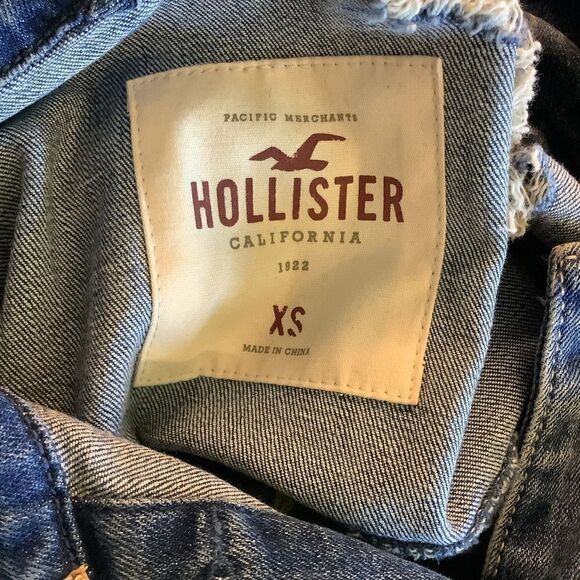 PACIFIC MERCHANTS
HOLLISTER
CALIFORNIA
1922
XS
MADE IN CHINA